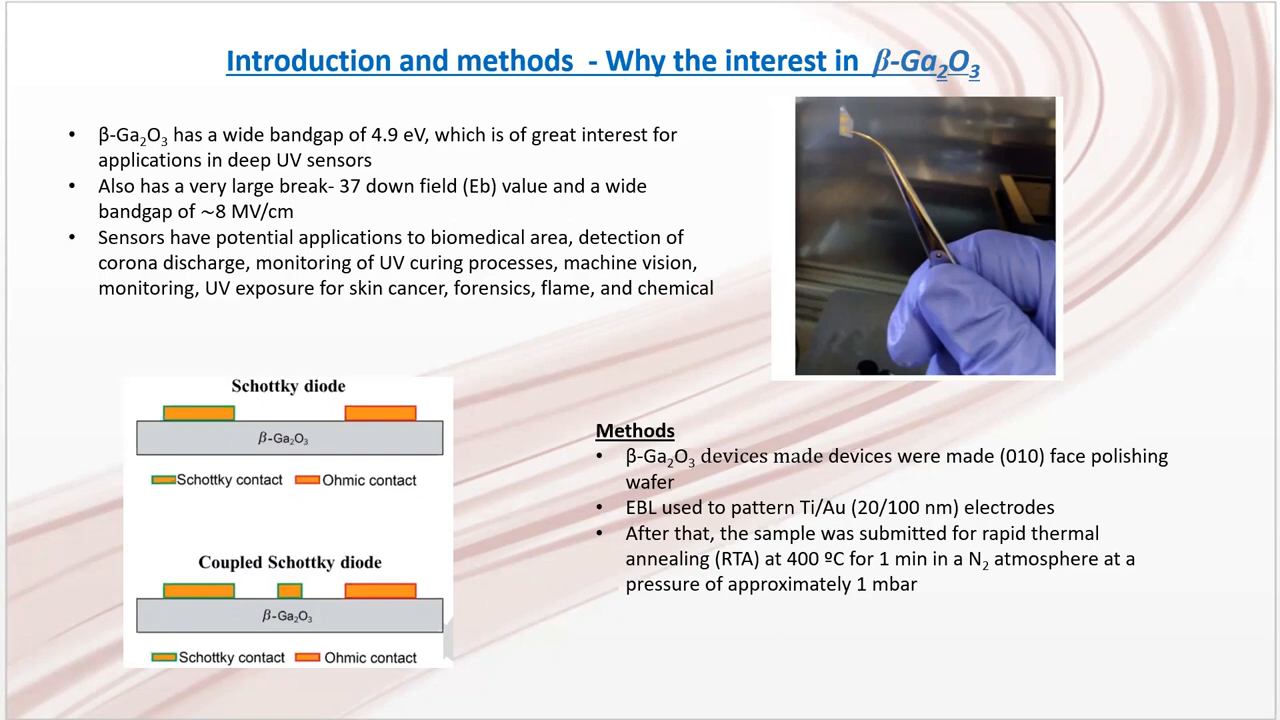 Introduction and methods - Why the interest in β-Ga₂O₃
• β-Ga₂O₃ has a wide bandgap of 4.9 eV, which is of great interest for
applications in deep UV sensors
• Also has a very large break- 37 down field (Eb) value and a wide
bandgap of ~8 MV/cm
• Sensors have potential applications to biomedical area, detection of
corona discharge, monitoring of UV curing processes, machine vision,
monitoring, UV exposure for skin cancer, forensics, flame, and chemical
Schottky diode
β-Ga₂O₃
Schottky contact Ohmic contact
Coupled Schottky diode
β-Ga₂O₃
Schottky contact Ohmic contact
Methods
• β-Ga₂O₃ devices made devices were made (010) face polishing
wafer
• EBL used to pattern Ti/Au (20/100 nm) electrodes
• After that, the sample was submitted for rapid thermal
annealing (RTA) at 400 ºC for 1 min in a N₂ atmosphere at a
pressure of approximately 1 mbar